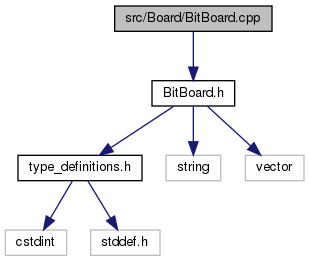 src/Board/BitBoard.cpp
BitBoard.h
type_definitions.h
string
vector
cstdint
stddef.h